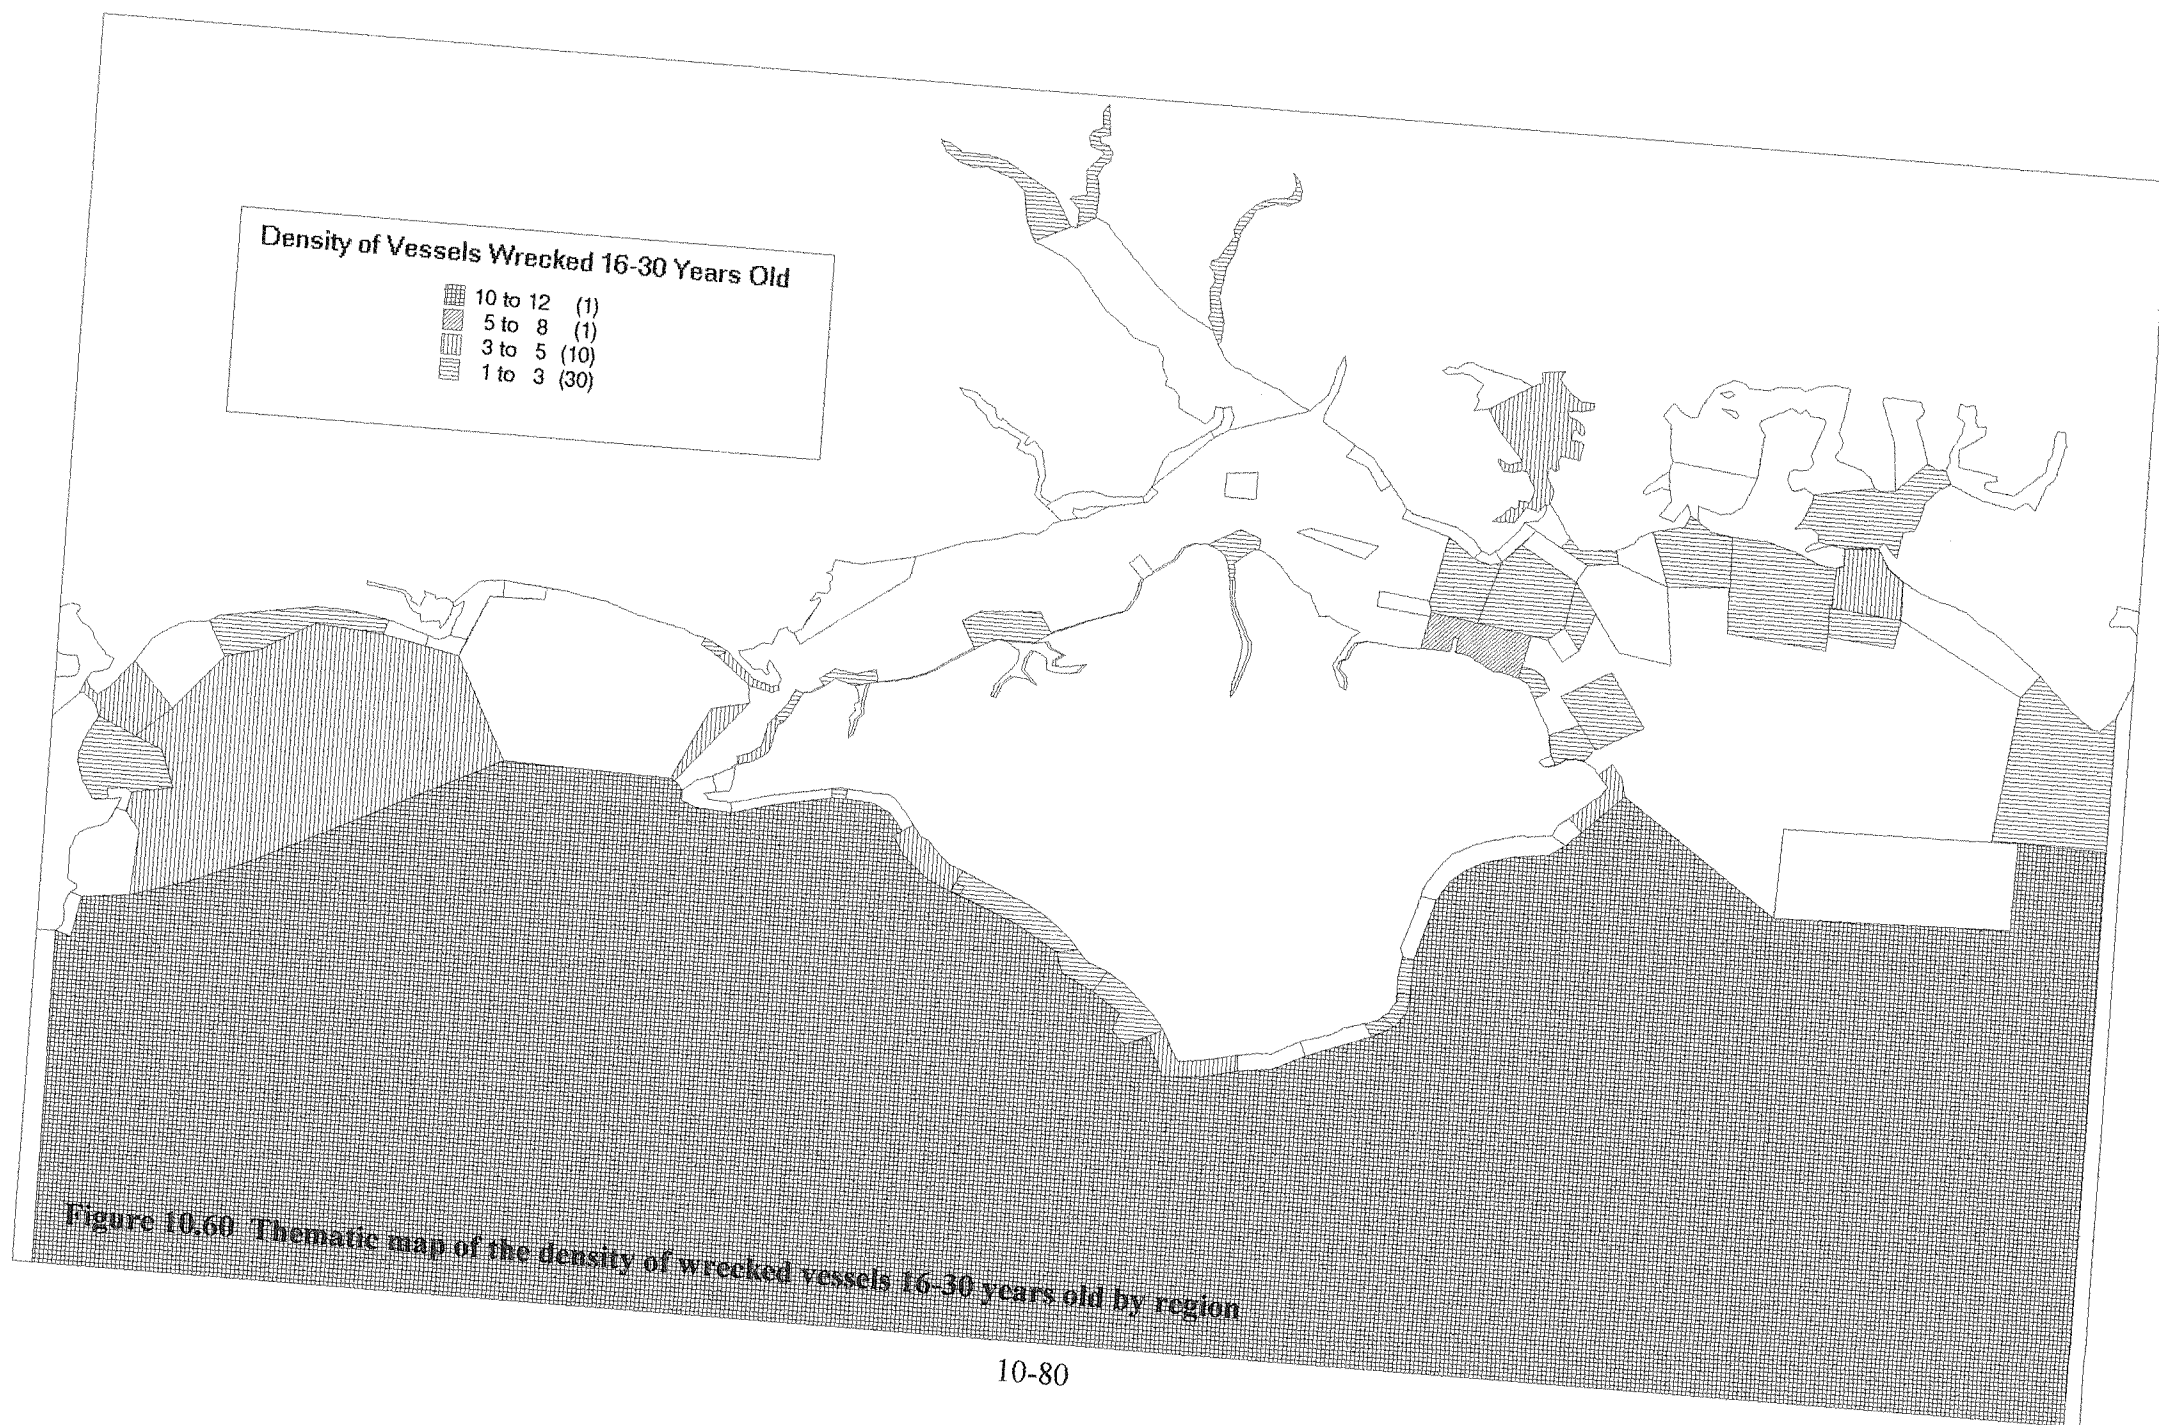 Density of Vessels Wrecked 16-30 Years Old
10 to 12 (1)
5 to 8 (1)
3 to 5 (10)
1 to 3 (30)
Figure 10.60 Thematic map of the density of wrecked vessels 16-30 years old by region
10-80